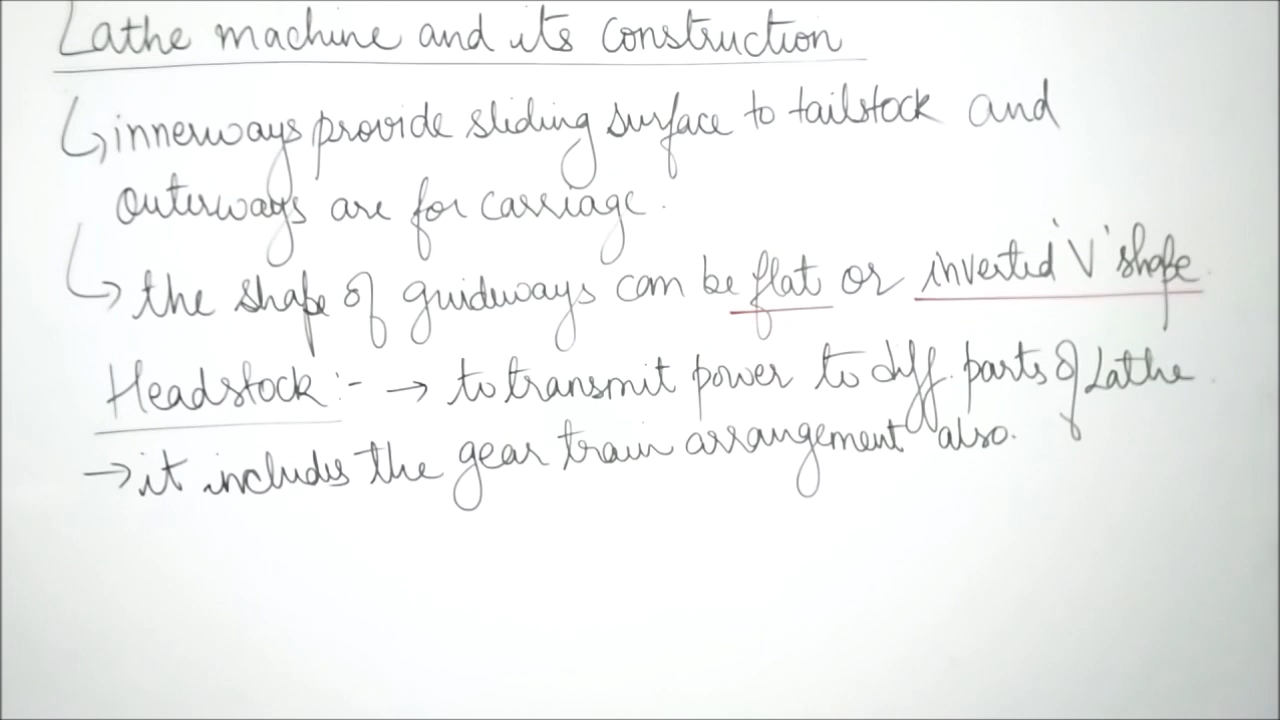 Lathe machine and its construction
↳ innerways provide sliding surface to tailstock and
outerways are for carriage.
↳ the shape of guideways can be flat or inverted 'V' shape.
Headstock :- → to transmit power to diff. parts of Lathe.
→ it includes the gear train arrangement also.